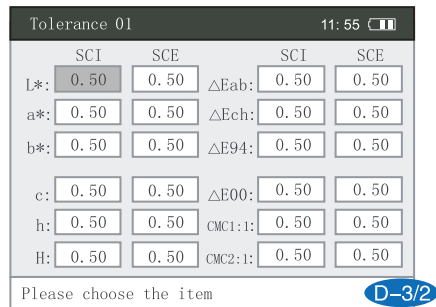 Tolerance 01 11:55
SCI SCE SCI SCE
L*: 0.50 0.50 △Eab: 0.50 0.50
a*: 0.50 0.50 △Ech: 0.50 0.50
b*: 0.50 0.50 △E94: 0.50 0.50
c: 0.50 0.50 △E00: 0.50 0.50
h: 0.50 0.50 CMC1:1: 0.50 0.50
H: 0.50 0.50 CMC2:1: 0.50 0.50
Please choose the item D-3/2